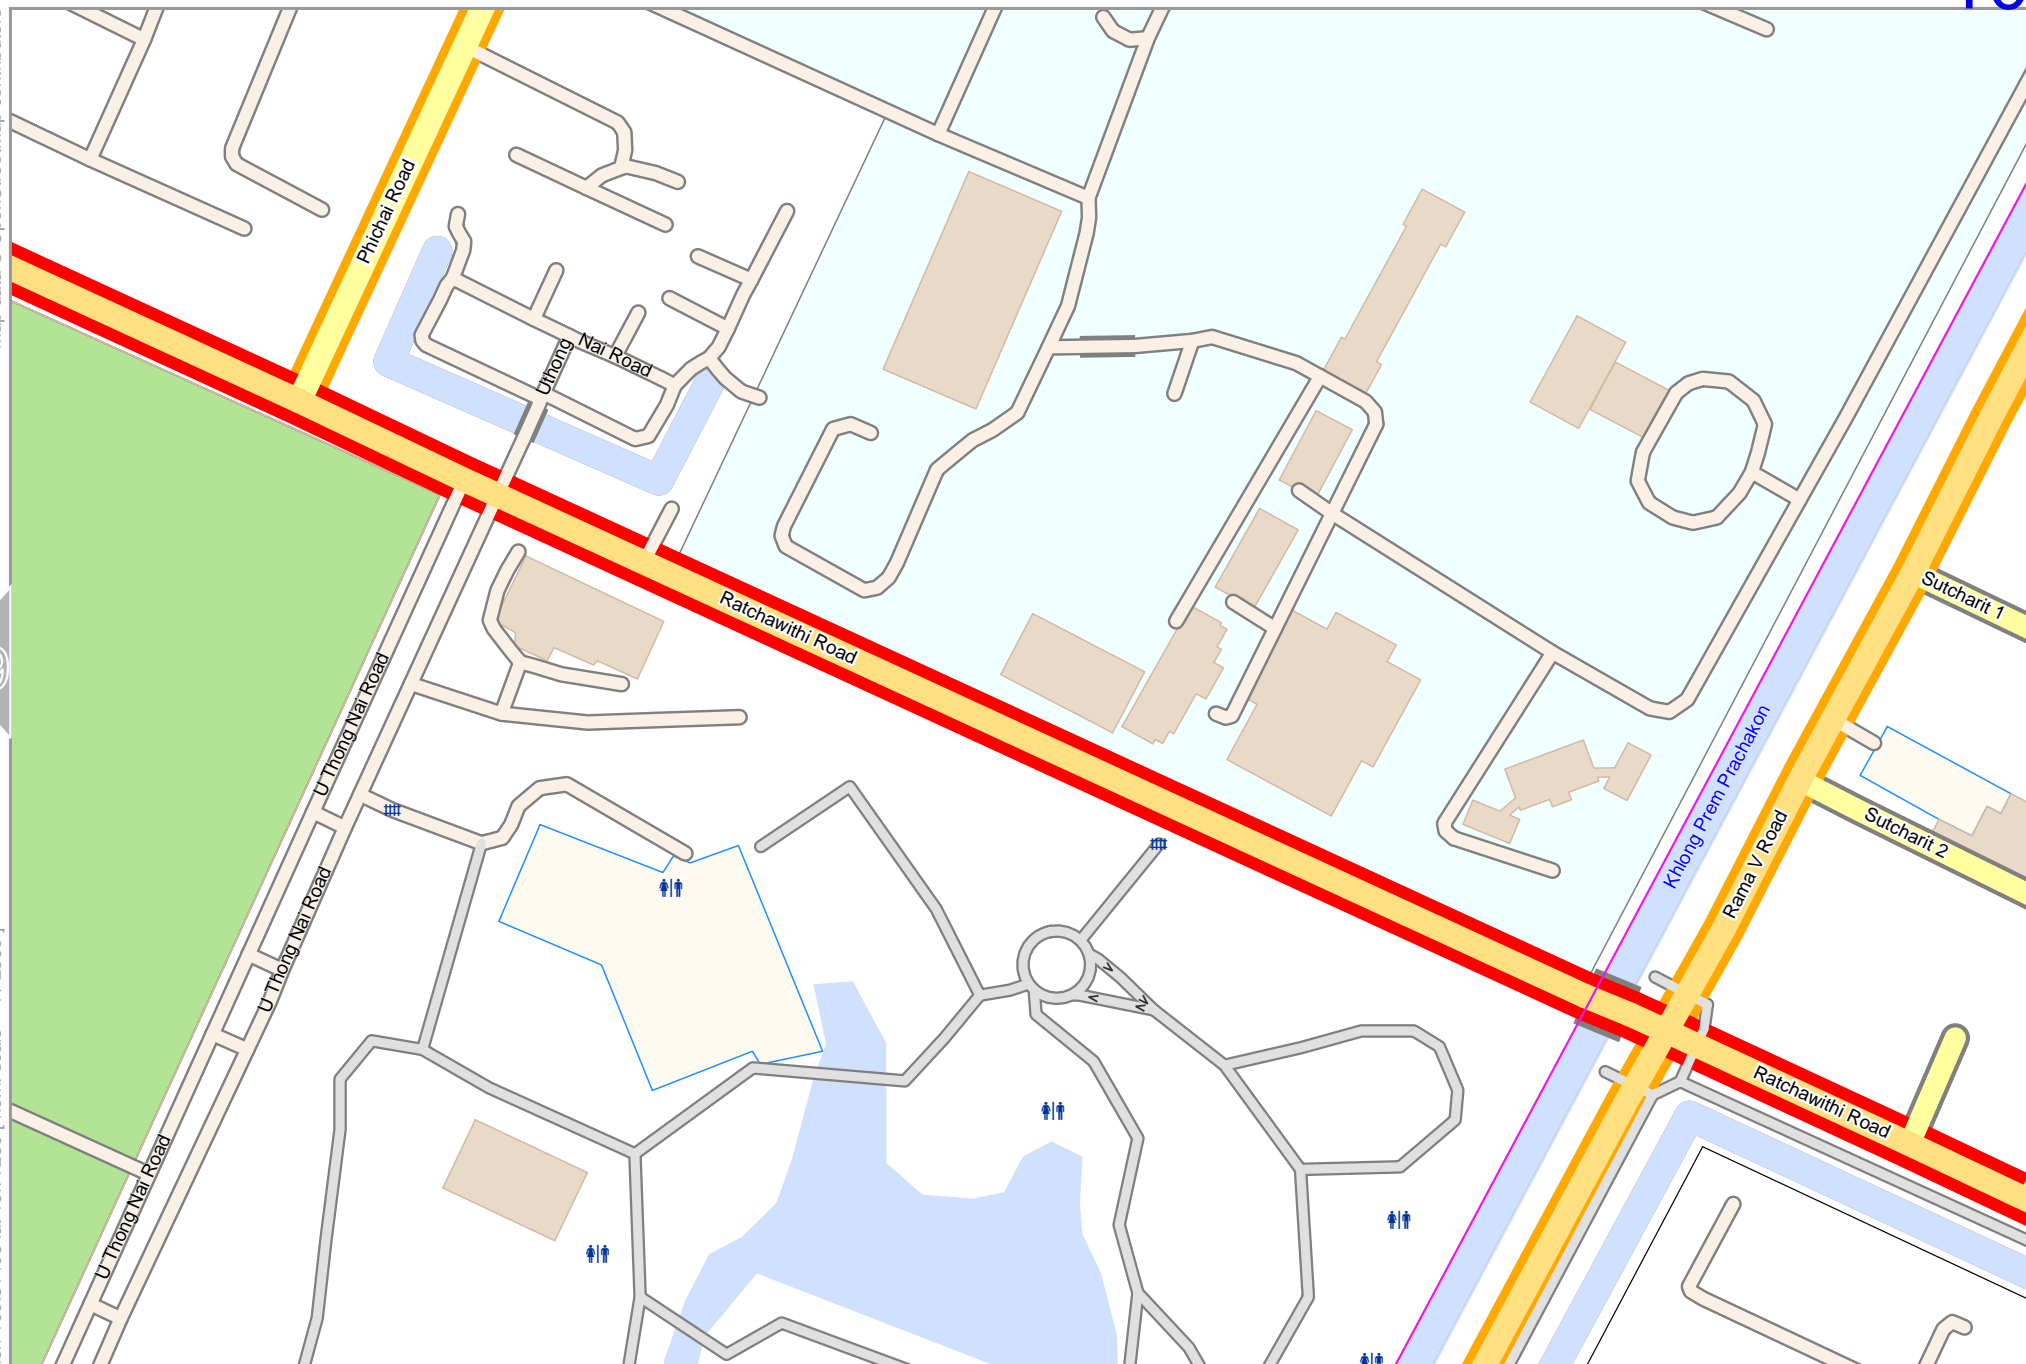 Phichai Road
Nai Road
Uthong
Sutcharit 1
Ratchawithi Road
U Thong Nai Road
Khlong Prem Prachakon
Rama V Road
Sutcharit 2
U Thong Nai Road
Ratchawithi Road
U Thong Nai Road